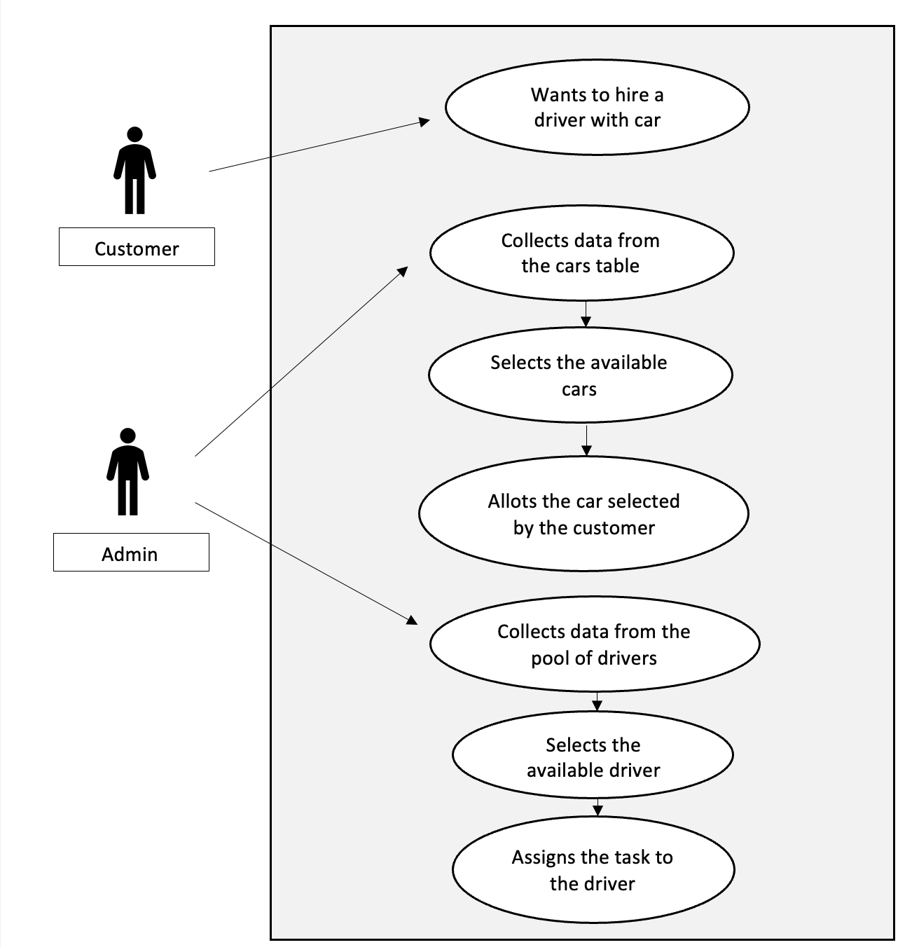 Wants to hire a
driver with car
Customer
Collects data from
the cars table
Selects the available
cars
Allots the car selected
by the customer
Admin
Collects data from the
pool of drivers
Selects the
available driver
Assigns the task to
the driver